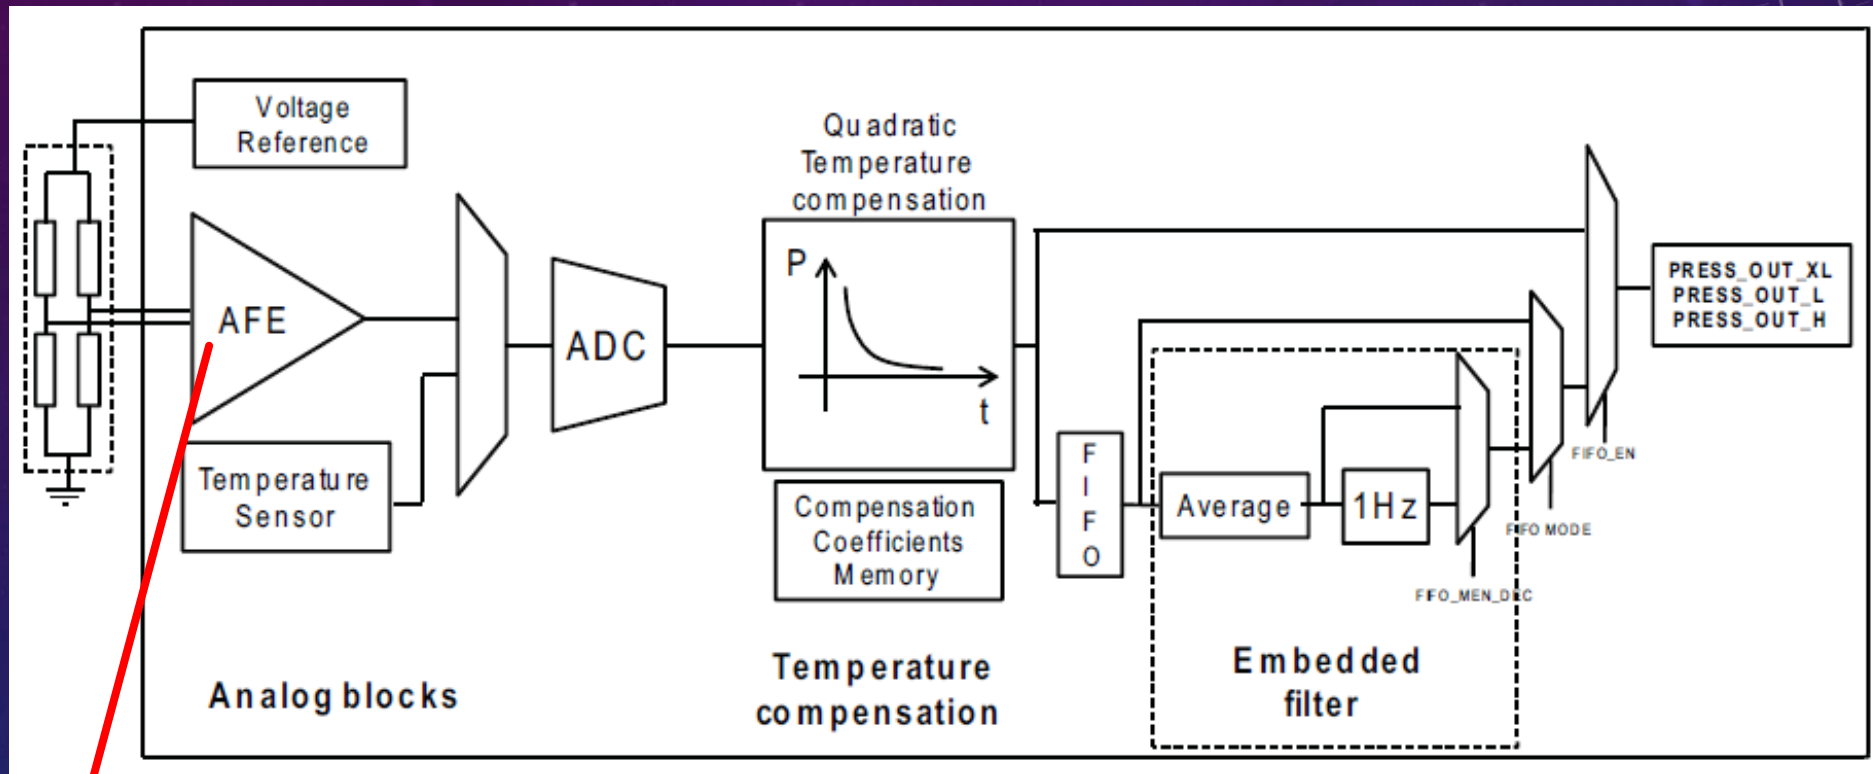 Voltage
Reference
AFE
Temperature
Sensor
Analog blocks
ADC
Quadratic
Temperature
compensation
P
t
Compensation
Coefficients
Memory
Temperature
compensation
F
I
F
O
Average
1Hz
Embedded
filter
FIFO_MEN_DEC
FIFO MODE
FIFO_EN
PRESS_OUT_XL
PRESS_OUT_L
PRESS_OUT_H